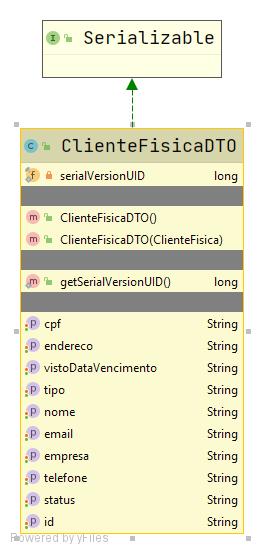 I Serializable
C ClienteFisicaDTO
f serialVersionUID long
m ClienteFisicaDTO()
m ClienteFisicaDTO(ClienteFisica)
m getSerialVersionUID() long
p cpf String
p endereco String
p vistoDataVencimento String
p tipo String
p nome String
p email String
p empresa String
p telefone String
p status String
p id String
Powered by yFiles